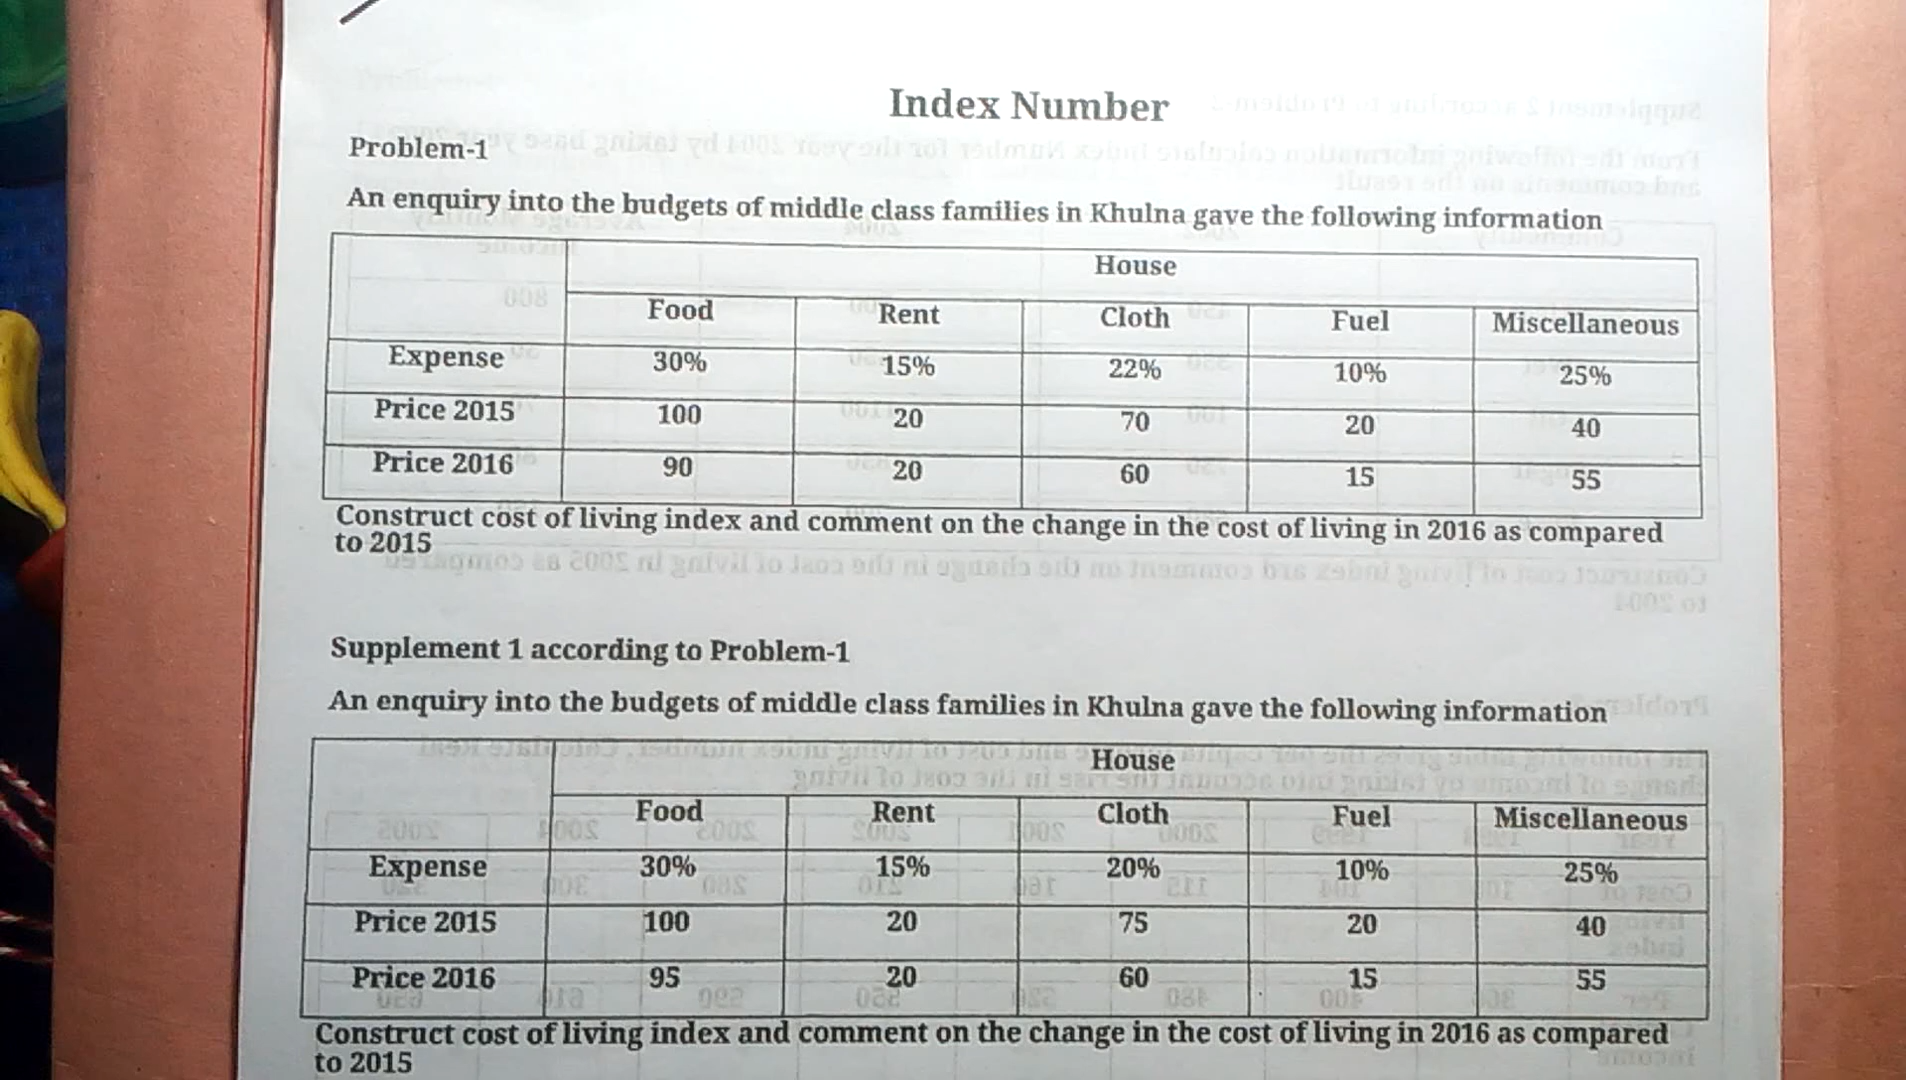 Index Number
Problem-1
An enquiry into the budgets of middle class families in Khulna gave the following information
House
Food Rent Cloth Fuel Miscellaneous
Expense 30% 15% 22% 10% 25%
Price 2015 100 20 70 20 40
Price 2016 90 20 60 15 55
Construct cost of living index and comment on the change in the cost of living in 2016 as compared
to 2015
Supplement 1 according to Problem-1
An enquiry into the budgets of middle class families in Khulna gave the following information
House
Food Rent Cloth Fuel Miscellaneous
Expense 30% 15% 20% 10% 25%
Price 2015 100 20 75 20 40
Price 2016 95 20 60 15 55
Construct cost of living index and comment on the change in the cost of living in 2016 as compared
to 2015